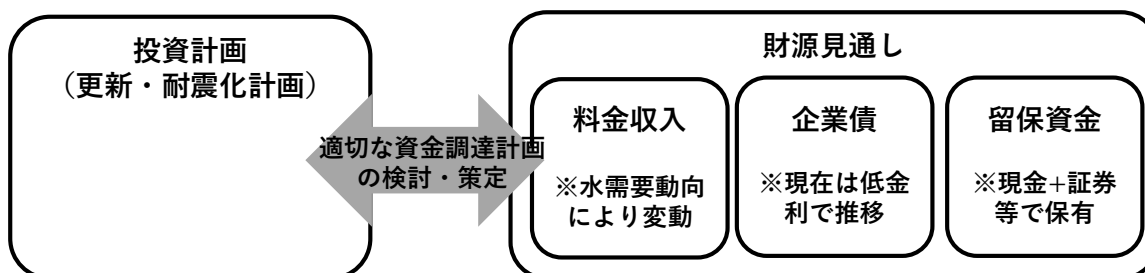 投資計画
（更新・耐震化計画）
適切な資金調達計画
の検討・策定
財源見通し
料金収入
※水需要動向
により変動
企業債
※現在は低金
利で推移
留保資金
※現金+証券
等で保有